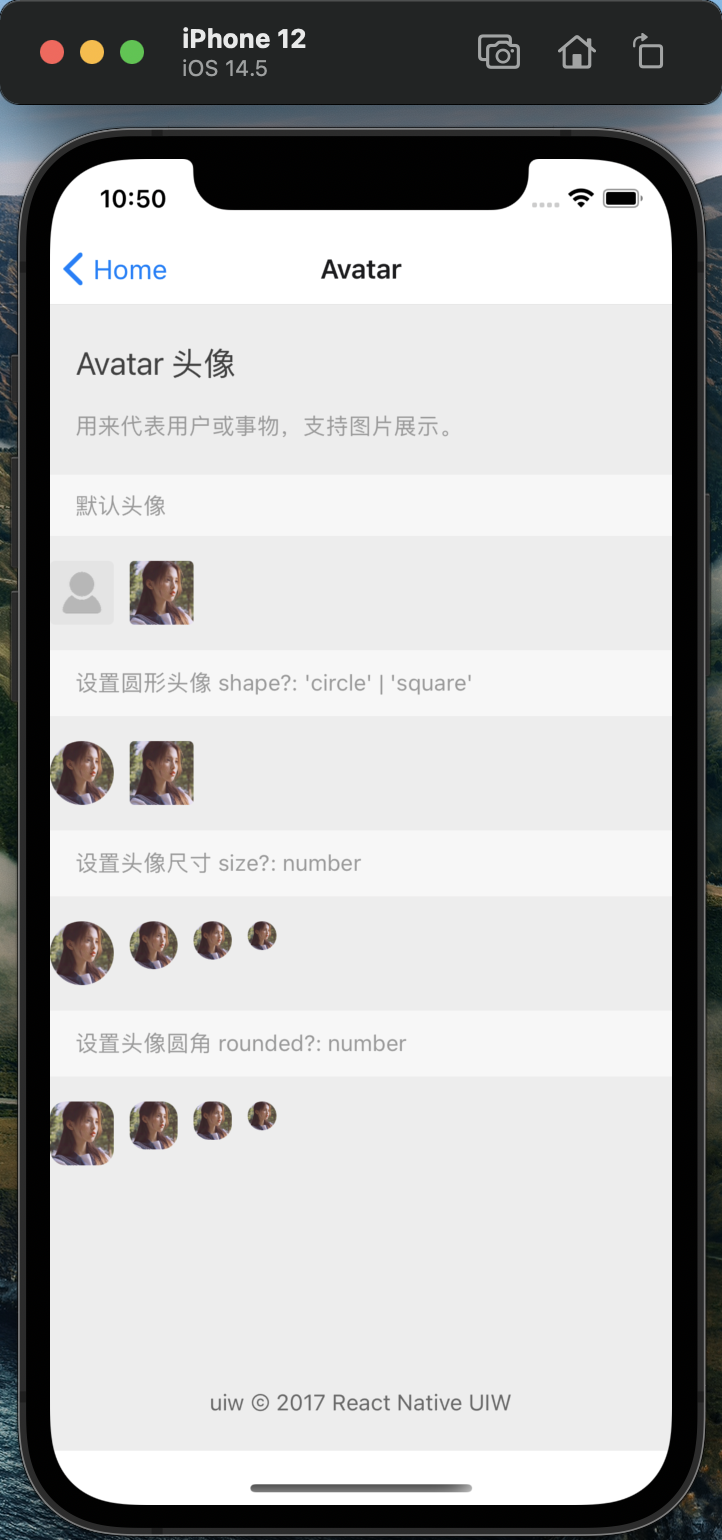 iPhone 12
iOS 14.5
10:50
Home
Avatar
Avatar 头像
用来代表用户或事物，支持图片展示。
默认头像
设置圆形头像 shape?: 'circle' | 'square'
设置头像尺寸 size?: number
设置头像圆角 rounded?: number
uiw © 2017 React Native UIW